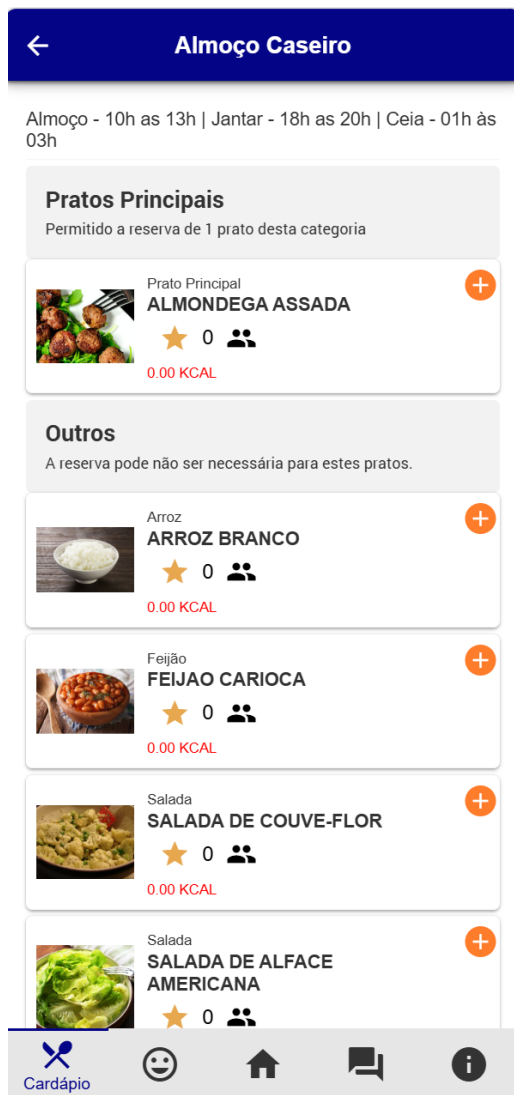 Almoço Caseiro
Almoço - 10h as 13h | Jantar - 18h as 20h | Ceia - 01h às
03h
Pratos Principais
Permitido a reserva de 1 prato desta categoria
Prato Principal
ALMONDEGA ASSADA
0
0.00 KCAL
Outros
A reserva pode não ser necessária para estes pratos.
Arroz
ARROZ BRANCO
0
0.00 KCAL
Feijão
FEIJAO CARIOCA
0
0.00 KCAL
Salada
SALADA DE COUVE-FLOR
0
0.00 KCAL
Salada
SALADA DE ALFACE
AMERICANA
0
Cardápio